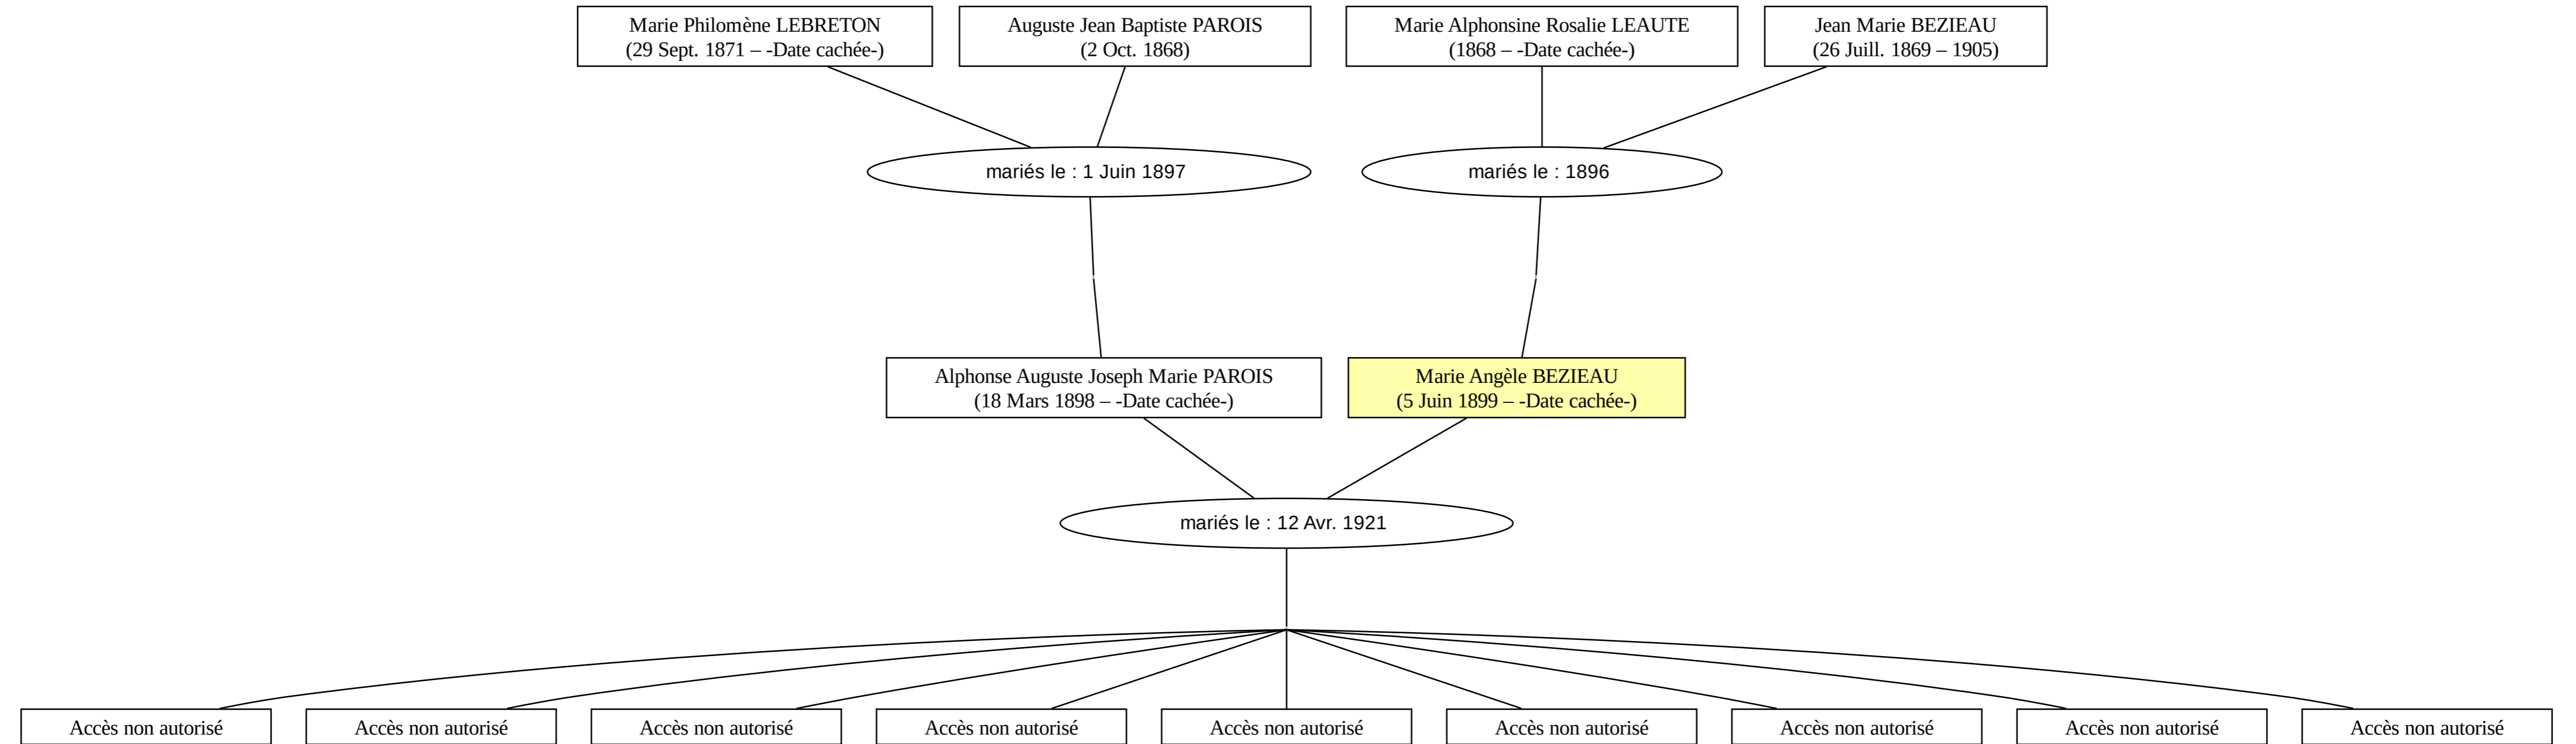 Marie Philomène LEBRETON
(29 Sept. 1871 – -Date cachée-)
Auguste Jean Baptiste PAROIS
(2 Oct. 1868)
Marie Alphonsine Rosalie LEAUTE
(1868 – -Date cachée-)
Jean Marie BEZIEAU
(26 Juill. 1869 – 1905)
mariés le : 1 Juin 1897
mariés le : 1896
Alphonse Auguste Joseph Marie PAROIS
(18 Mars 1898 – -Date cachée-)
Marie Angèle BEZIEAU
(5 Juin 1899 – -Date cachée-)
mariés le : 12 Avr. 1921
Accès non autorisé
Accès non autorisé
Accès non autorisé
Accès non autorisé
Accès non autorisé
Accès non autorisé
Accès non autorisé
Accès non autorisé
Accès non autorisé